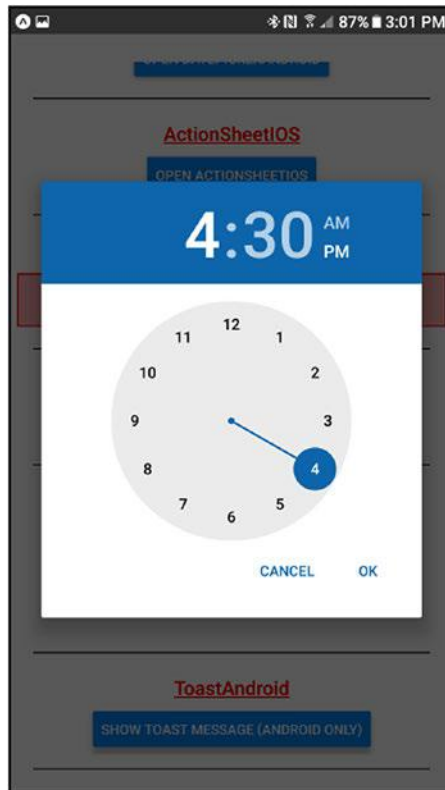 87% 3:01 PM
ActionSheetIOS
OPEN ACTIONSHEETIOS
4:30
AM
PM
12
11
1
10
2
9
3
8
4
7
5
6
CANCEL
OK
ToastAndroid
SHOW TOAST MESSAGE (ANDROID ONLY)